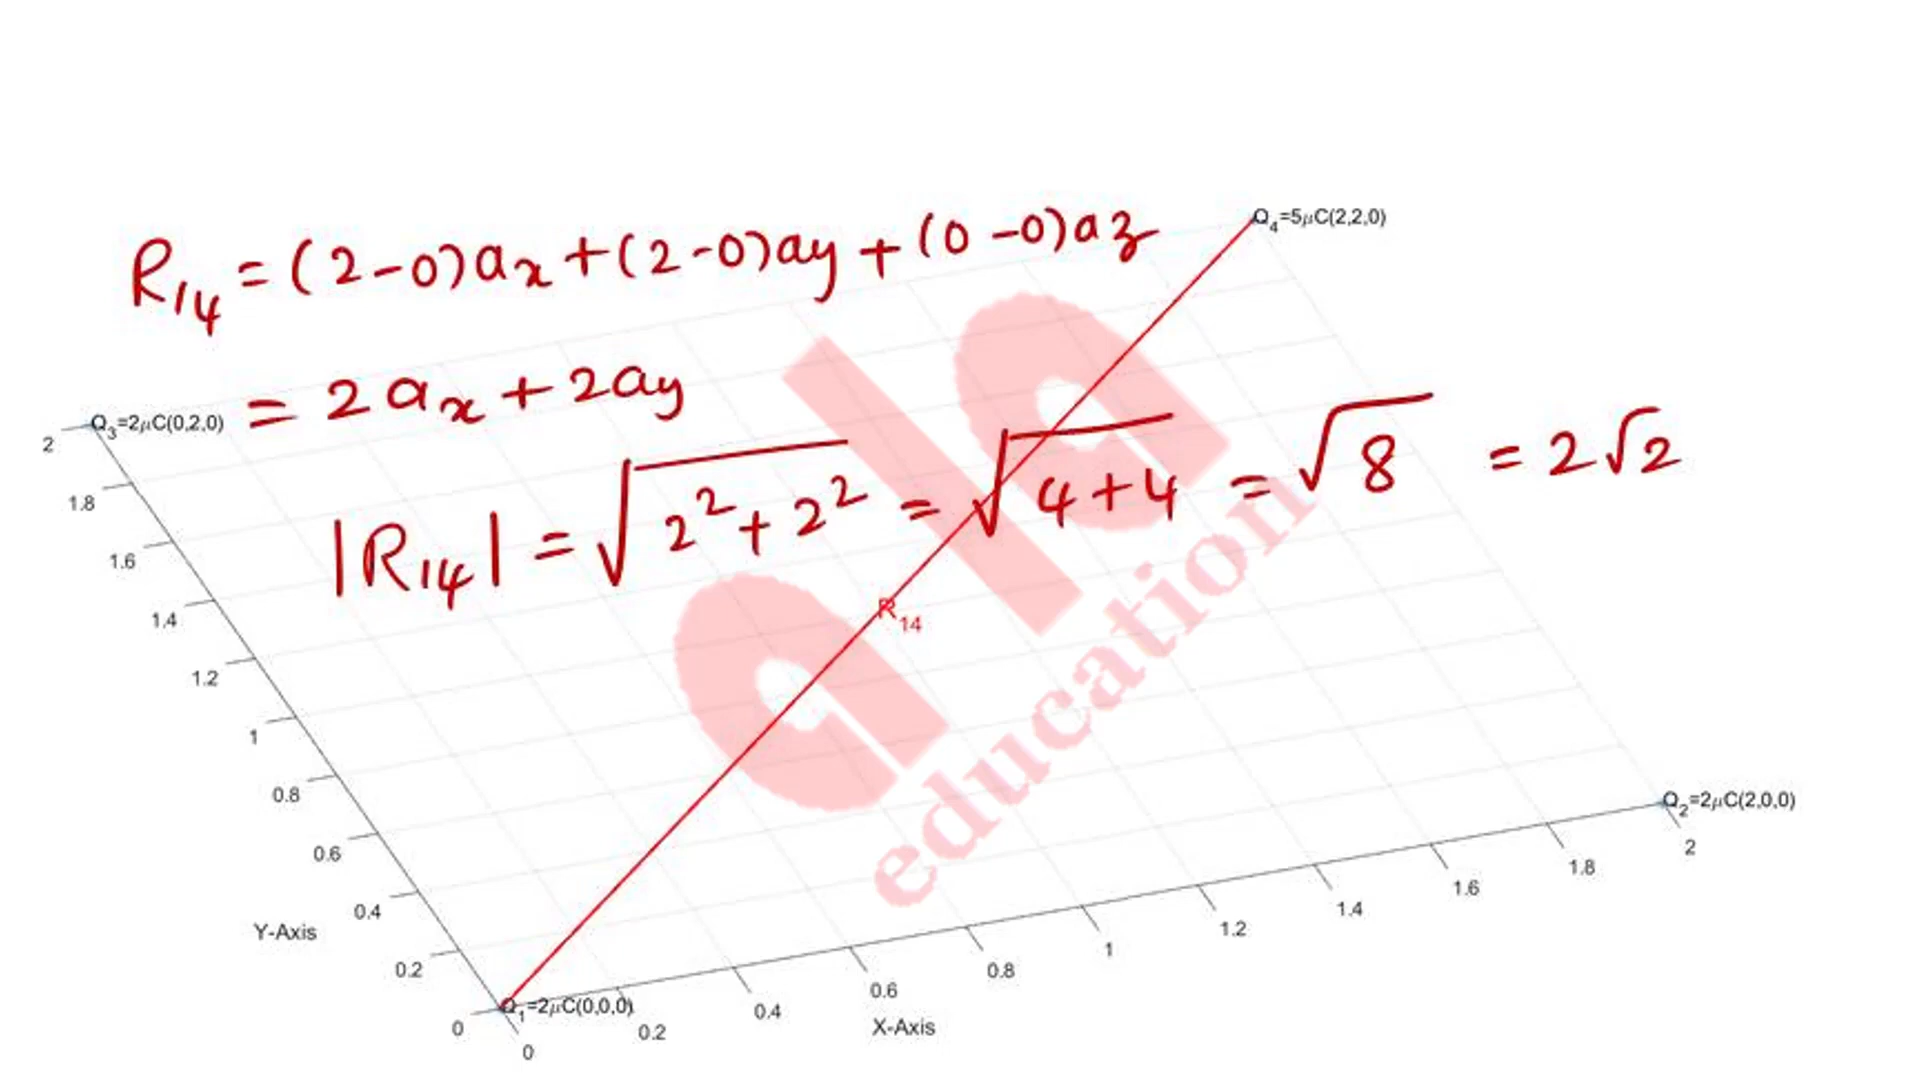 R₁₄ = (2-0)ax + (2-0)ay + (0-0)az
Q₄=5μC(2,2,0)
= 2ax + 2ay
Q₃=2μC(0,2,0)
|R₁₄| = √(2² + 2²) = √(4+4) = √8 = 2√2
R₁₄
education
Q₂=2μC(2,0,0)
Q₁=2μC(0,0,0)
2
1.8
1.6
1.4
1.2
1
0.8
0.6
0.4
0.2
0
Y-Axis
0
0.2
0.4
0.6
0.8
1
1.2
1.4
1.6
1.8
2
X-Axis